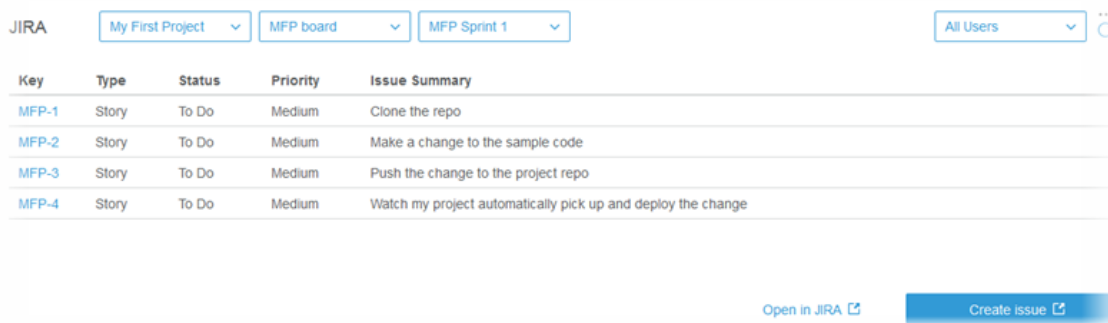 JIRA My First Project MFP board MFP Sprint 1 All Users
Key Type Status Priority Issue Summary
MFP-1 Story To Do Medium Clone the repo
MFP-2 Story To Do Medium Make a change to the sample code
MFP-3 Story To Do Medium Push the change to the project repo
MFP-4 Story To Do Medium Watch my project automatically pick up and deploy the change
Open in JIRA Create issue